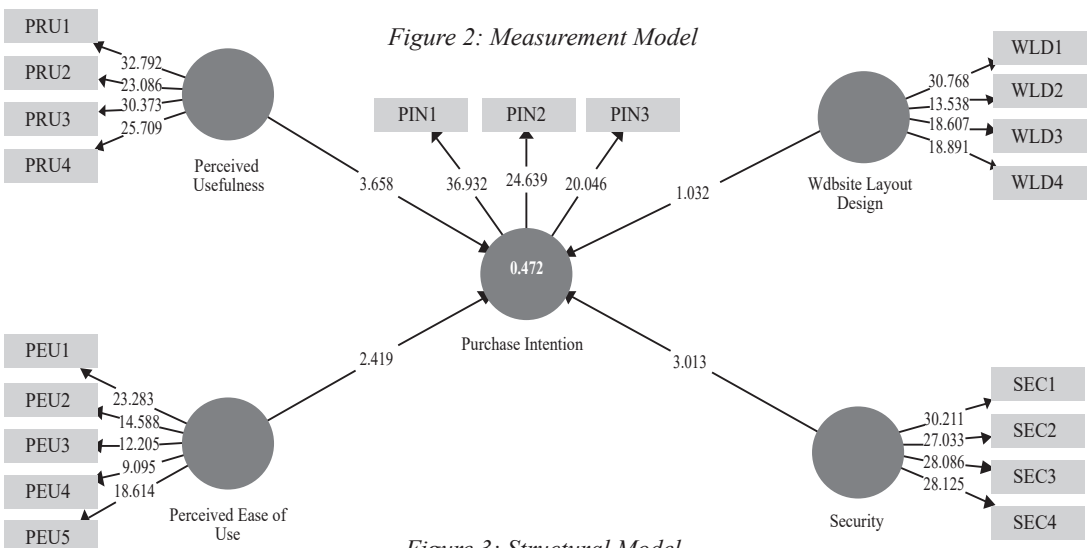 Figure 2: Measurement Model
PRU1
PRU2
PRU3
PRU4
32.792
23.086
30.373
25.709
Perceived
Usefulness
3.658
PIN1
PIN2
PIN3
36.932
24.639
20.046
0.472
Purchase Intention
WLD1
WLD2
WLD3
WLD4
30.768
13.538
18.607
18.891
Wdbsite Layout
Design
1.032
PEU1
PEU2
PEU3
PEU4
PEU5
23.283
14.588
12.205
9.095
18.614
Perceived Ease of
Use
2.419
SEC1
SEC2
SEC3
SEC4
30.211
27.033
28.086
28.125
Security
3.013
Figure 3: Structural Model